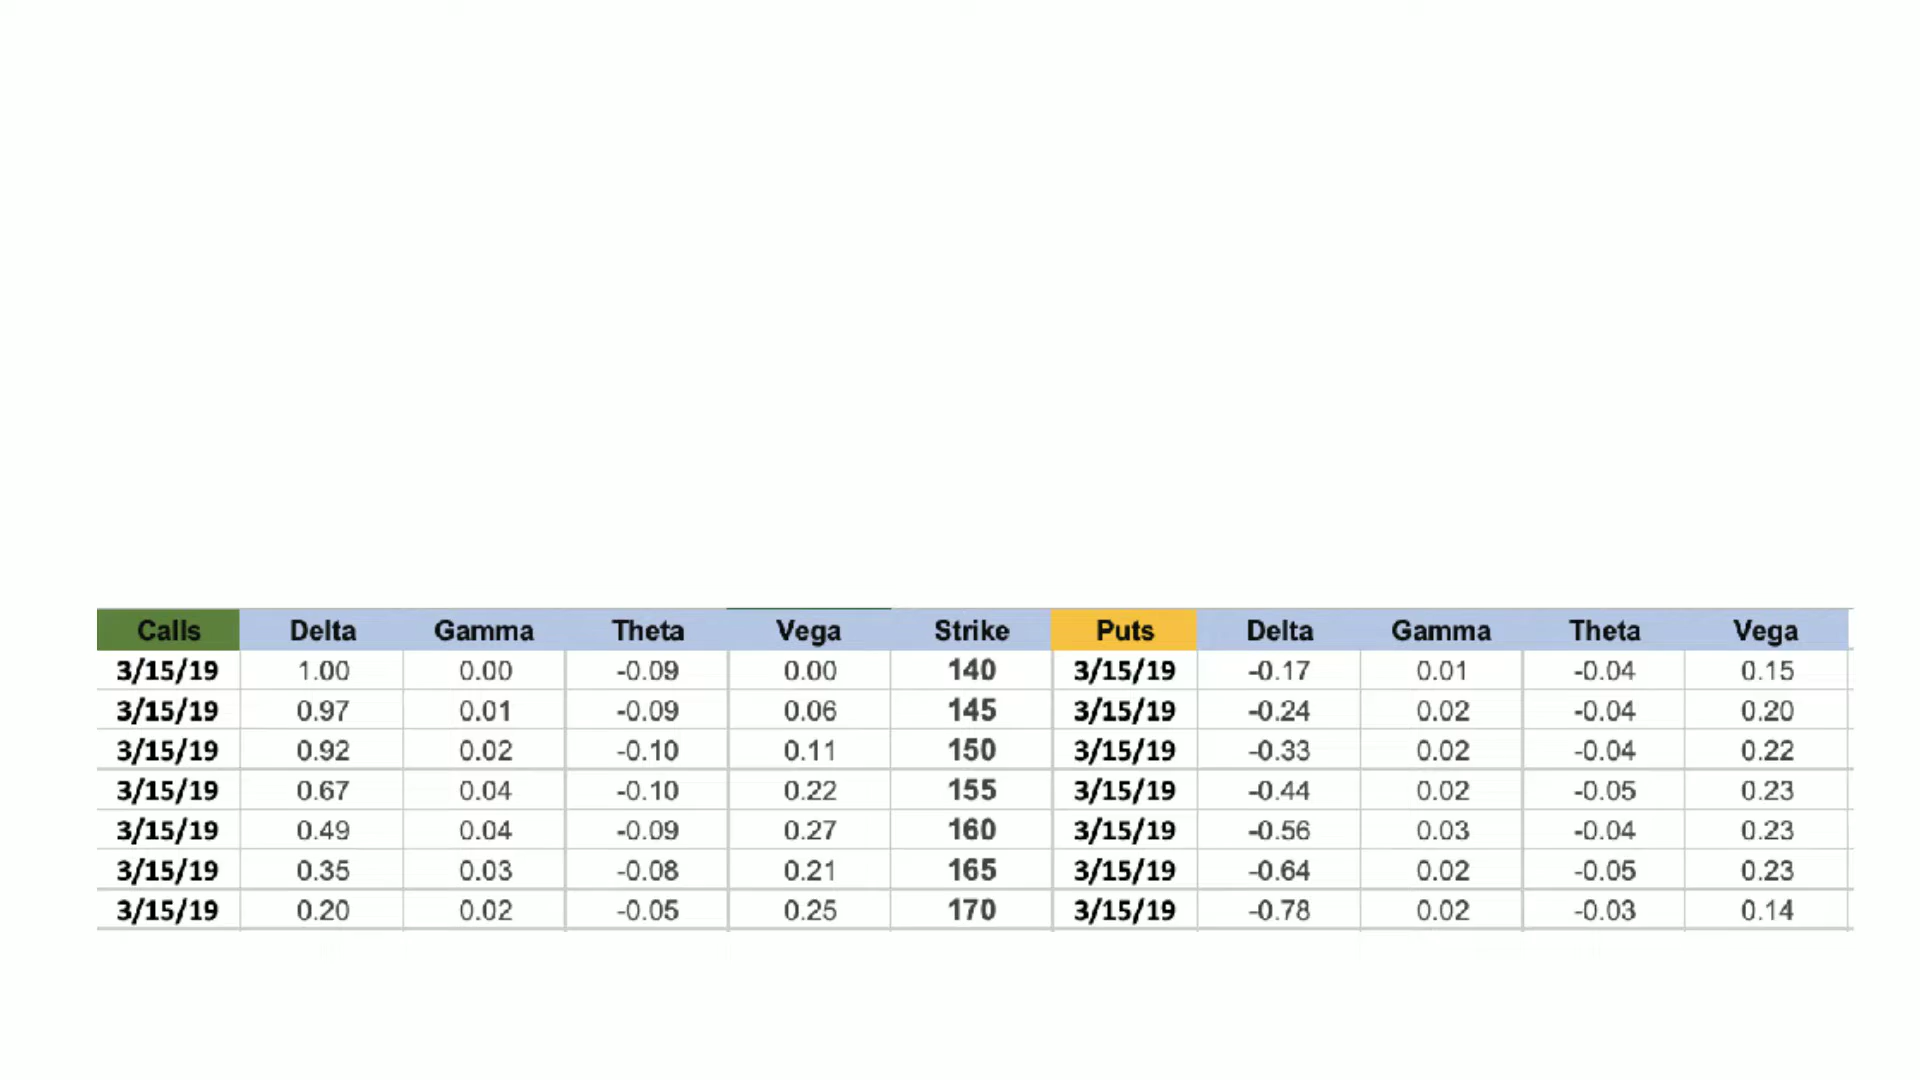 Calls Delta Gamma Theta Vega Strike Puts Delta Gamma Theta Vega
3/15/19 1.00 0.00 -0.09 0.00 140 3/15/19 -0.17 0.01 -0.04 0.15
3/15/19 0.97 0.01 -0.09 0.06 145 3/15/19 -0.24 0.02 -0.04 0.20
3/15/19 0.92 0.02 -0.10 0.11 150 3/15/19 -0.33 0.02 -0.04 0.22
3/15/19 0.67 0.04 -0.10 0.22 155 3/15/19 -0.44 0.02 -0.05 0.23
3/15/19 0.49 0.04 -0.09 0.27 160 3/15/19 -0.56 0.03 -0.04 0.23
3/15/19 0.35 0.03 -0.08 0.21 165 3/15/19 -0.64 0.02 -0.05 0.23
3/15/19 0.20 0.02 -0.05 0.25 170 3/15/19 -0.78 0.02 -0.03 0.14